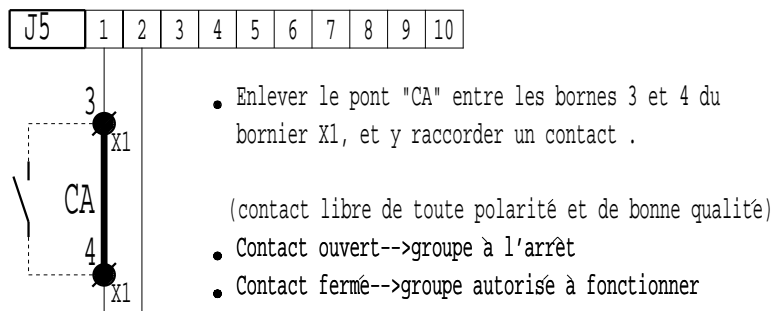 J5 1 2 3 4 5 6 7 8 9 10
3
X1
CA
4
X1
Enlever le pont "CA" entre les bornes 3 et 4 du
bornier X1, et y raccorder un contact .
(contact libre de toute polarité et de bonne qualité)
Contact ouvert-->groupe à l'arrêt
Contact fermé-->groupe autorisé à fonctionner